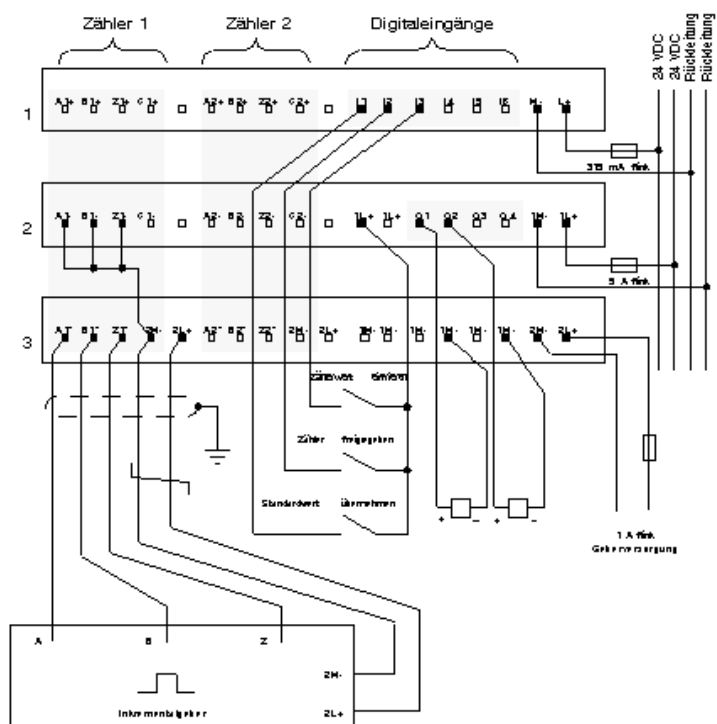 Zähler 1 Zähler 2 Digitaleingänge
24 VDC
24 VDC
Rückleitung
Rückleitung
1 A1+ B1+ Z1+ C1+ A2+ B2+ Z2+ C2+ I1 I2 I3 I4 I5 I6 M- L+
315 mA flink
2 A1- B1- Z1- C1- A2- B2- Z2- C2- 1L+ 1L+ Q1 Q2 Q3 Q4 1M- 1L+
5 A flink
3 A1* B1* Z1* 2M- 2L+ A2* B2* Z2* 2M- 2L+ 1M- 1M- 1M- 1M- 1M- 1M- 2M- 2L+
Zählerwert einfrieren
Zähler freigegeben
Standardwert übernehmen
+ - + -
1 A flink
Geberversorgung
A B Z
2M-
Inkrementalgeber
2L+